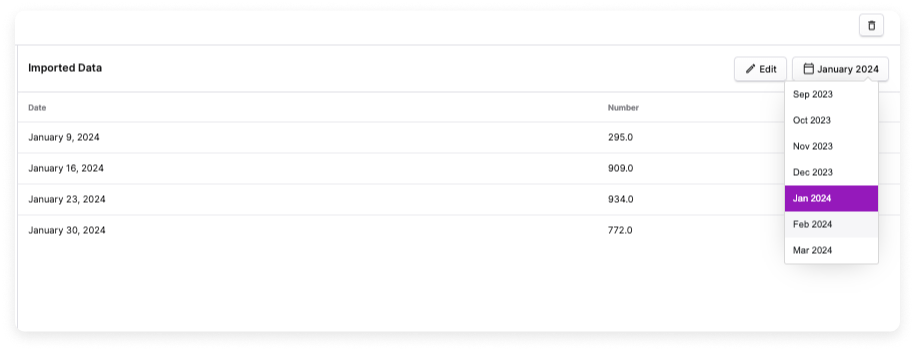 Imported Data
Edit
January 2024
Date Number
January 9, 2024 295.0
January 16, 2024 909.0
January 23, 2024 934.0
January 30, 2024 772.0
Sep 2023
Oct 2023
Nov 2023
Dec 2023
Jan 2024
Feb 2024
Mar 2024